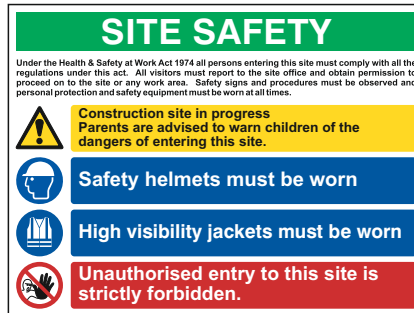 SITE SAFETY
Under the Health & Safety at Work Act 1974 all persons entering this site must comply with all the
regulations under this act. All visitors must report to the site office and obtain permission to
proceed on to the site or any work area. Safety signs and procedures must be observed and
personal protection and safety equipment must be worn at all times.
Construction site in progress
Parents are advised to warn children of the
dangers of entering this site.
Safety helmets must be worn
High visibility jackets must be worn
Unauthorised entry to this site is
strictly forbidden.